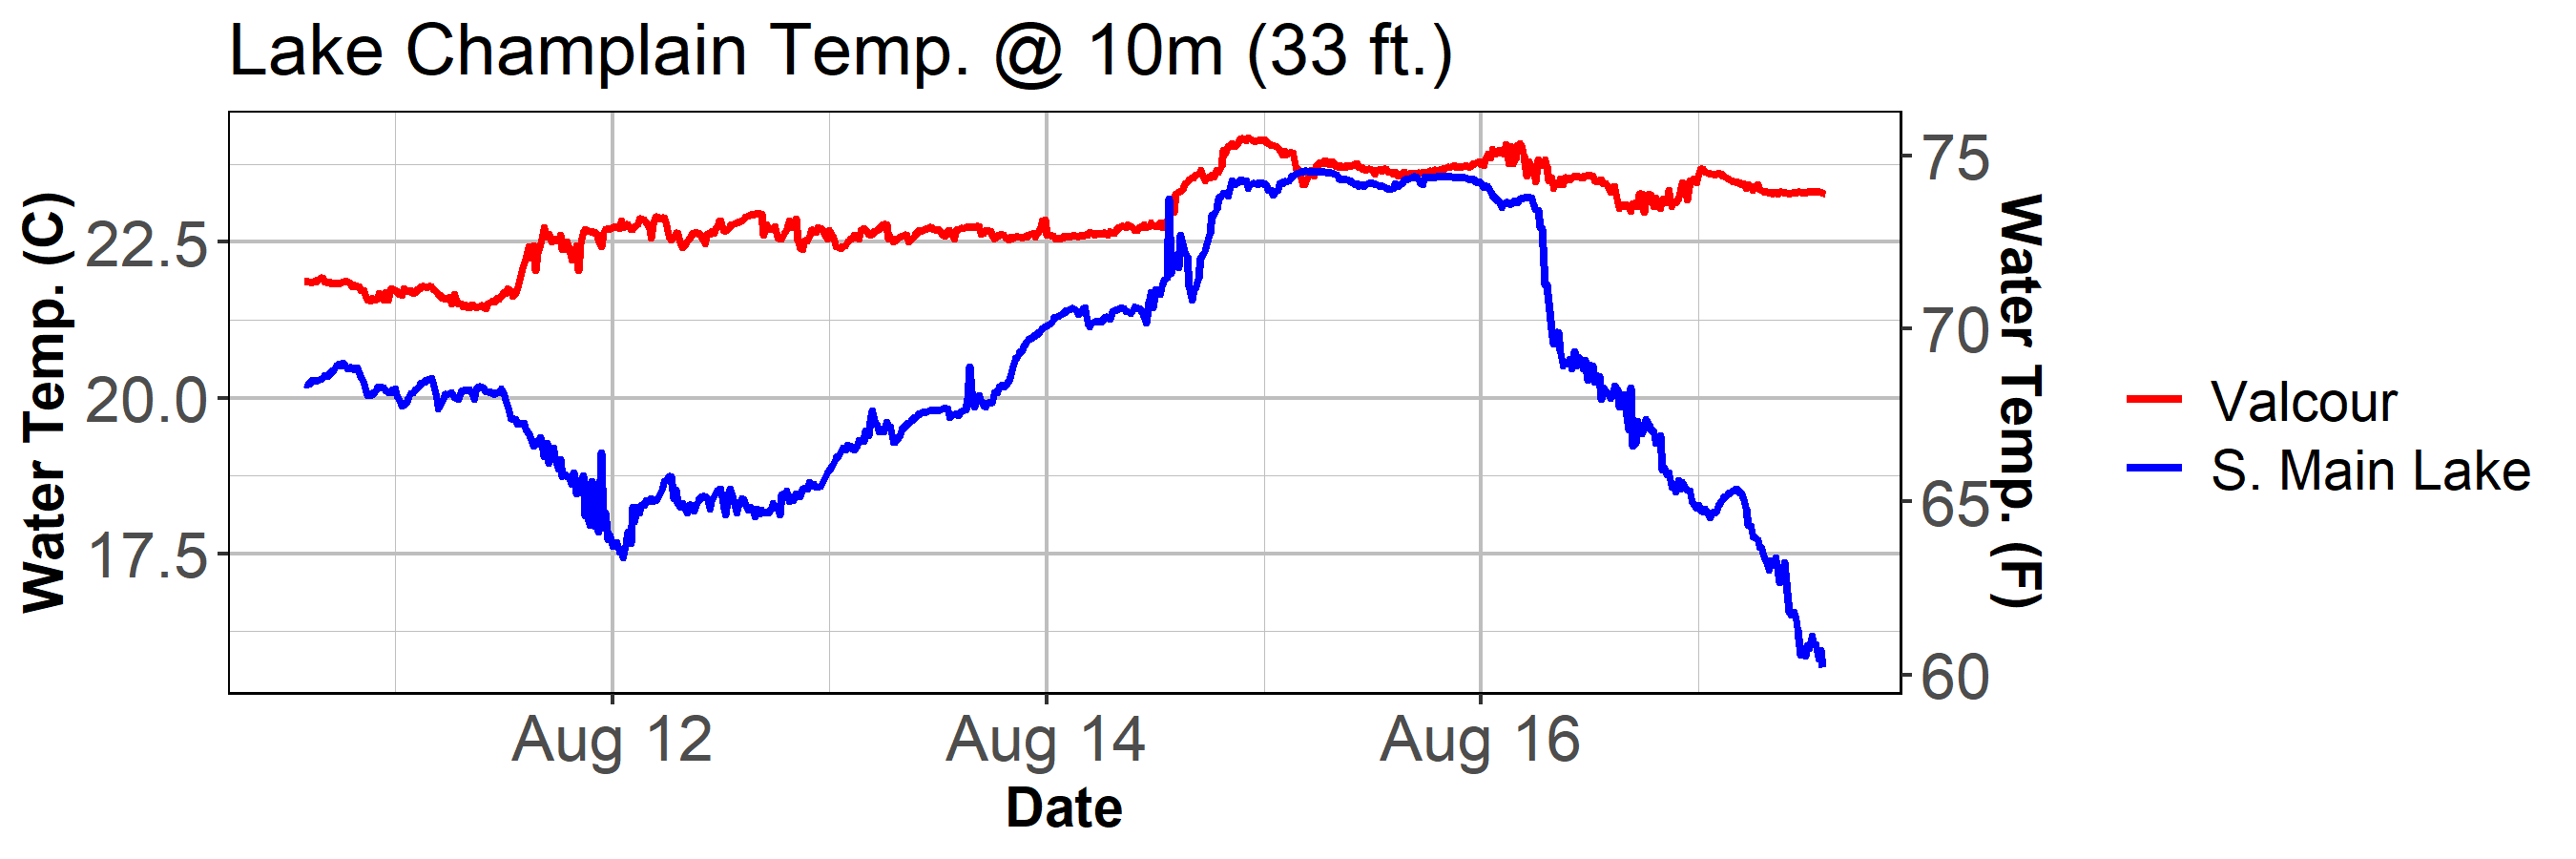 Lake Champlain Temp. @ 10m (33 ft.)
Water Temp. (C)
22.5
20.0
17.5
75
70
65
60
Water Temp. (F)
Aug 12
Aug 14
Aug 16
Date
Valcour
S. Main Lake